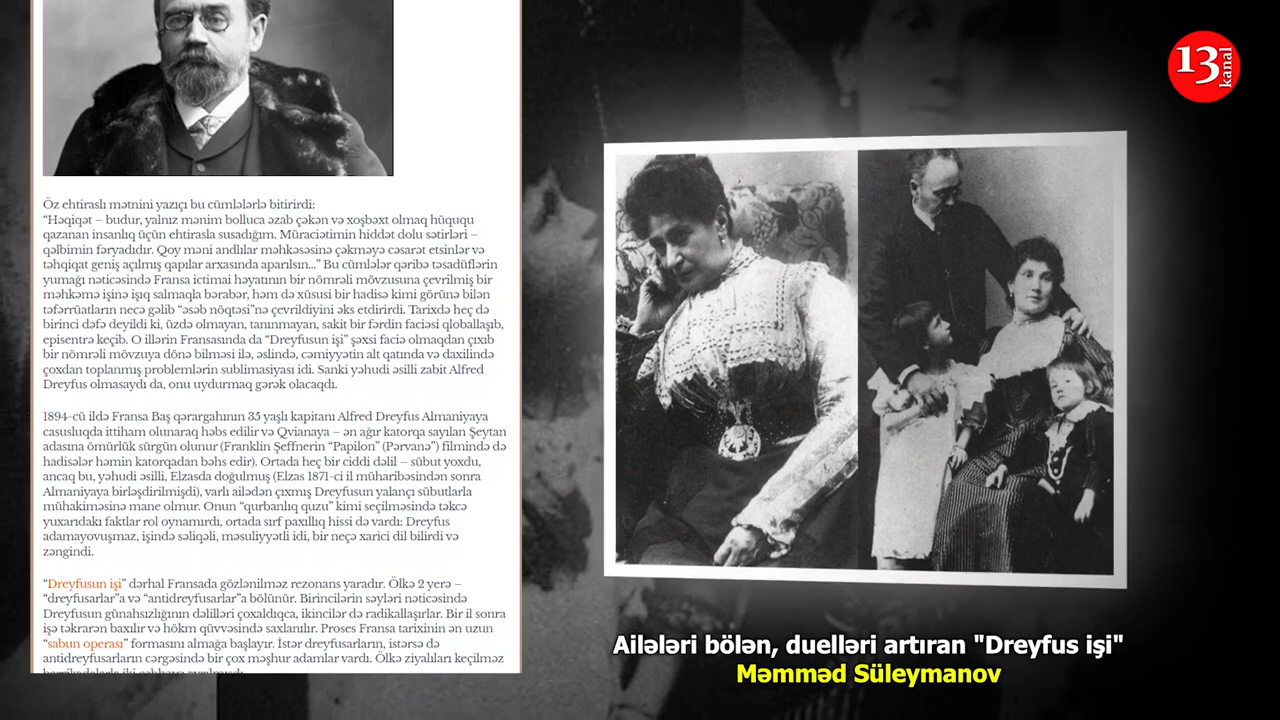 Öz ehtiraslı mətnini yazıçı bu cümlələrlə bitirirdi:
“Həqiqət – budur, yalnız mənim bolluca əzab çəkən və xoşbəxt olmaq hüququ
qazanan insanlıq üçün ehtirasla susadığım. Müraciətimin hiddət dolu sətirləri –
qəlbimin fəryadıdır. Qoy məni andlılar məhkəsəsinə çəkməyə cəsarət etsinlər və
təhqiqat geniş açılmış qapılar arxasında aparılsın...” Bu cümlələr qəribə təsadüflərin
yumağı nəticəsində Fransa ictimai həyatının bir nömrəli mövzusuna çevrilmiş bir
məhkəmə işinə işıq salmaqla bərabər, həm də xüsusi bir hadisə kimi görünə bilən
təfərrüatların necə gəlib “əsəb nöqtəsi”nə çevrildiyini əks etdirirdi. Tarixdə heç də
birinci dəfə deyildi ki, üzdə olmayan, tanınmayan, sakit bir fərdin faciəsi qloballaşıb,
episentrə keçib. O illərin Fransasında da “Dreyfusun işi” şəxsi faciə olmaqdan çıxıb
bir nömrəli mövzuya dönə bilməsi ilə, əslində, cəmiyyətin alt qatında və daxilində
çoxdan toplanmış problemlərin sublimasiyası idi. Sanki yəhudi əsilli zabit Alfred
Dreyfus olmasaydı da, onu uydurmaq gərək olacaqdı.
1894-cü ildə Fransa Baş qərargahının 35 yaşlı kapitanı Alfred Dreyfus Almaniyaya
casusluqda ittiham olunaraq həbs edilir və Qvianaya – ən ağır katorqa sayılan Şeytan
adasına ömürlük sürgün olunur (Franklin Şeffnerin “Papilon” (Pərvanə”) filmində də
hadisələr həmin katorqadan bəhs edir). Ortada heç bir ciddi dəlil – sübut yoxdu,
ancaq bu, yəhudi əsilli, Elzasda doğulmuş (Elzas 1871-ci il müharibəsindən sonra
Almaniyaya birləşdirilmişdi), varlı ailədən çıxmış Dreyfusun yalançı sübutlarla
mühakiməsinə mane olmur. Onun “qurbanlıq quzu” kimi seçilməsində təkcə
yuxarıdakı faktlar rol oynamırdı, ortada sırf paxıllıq hissi də vardı: Dreyfus
adamayovuşmaz, işində səliqəli, məsuliyyətli idi, bir neçə xarici dil bilirdi və
zəngindi.
“Dreyfusun işi” dərhal Fransada gözlənilməz rezonans yaradır. Ölkə 2 yerə –
“dreyfusarlar”a və “antidreyfusarlar”a bölünür. Birincilərin səyləri nəticəsində
Dreyfusun günahsızlığının dəlilləri çoxaldıqca, ikincilər də radikallaşırlar. Bir il sonra
işə təkrarən baxılır və hökm qüvvəsində saxlanılır. Proses Fransa tarixinin ən uzun
“sabun operası” formasını almağa başlayır. İstər dreyfusarların, istərsə də
antidreyfusarların cərgəsində bir çox məşhur adamlar vardı. Ölkə ziyalıları keçilməz
13 kanal
Ailələri bölən, duelləri artıran "Dreyfus işi"
Məmməd Süleymanov